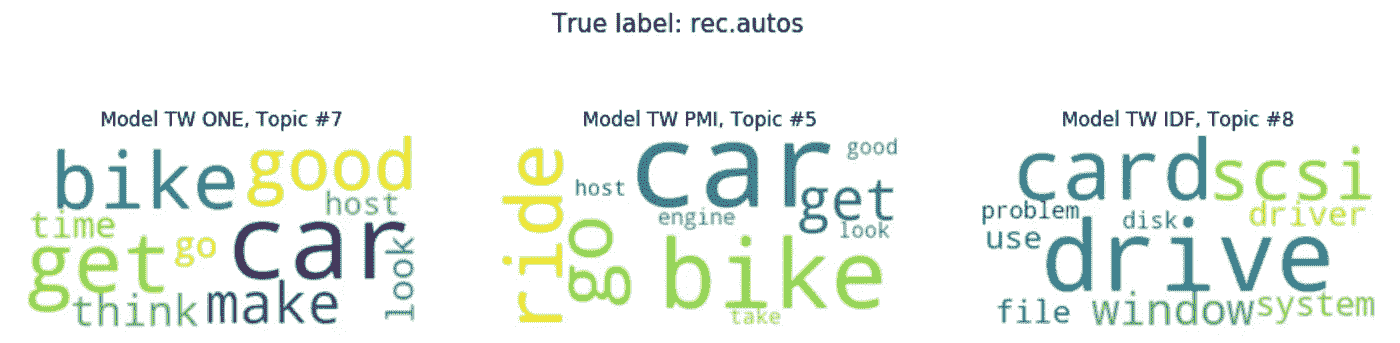 True label: rec.autos
Model TW ONE, Topic #7
bike good
host
time
get go car
look
think make
Model TW PMI, Topic #5
ride
host car good
get
engine look
go bike
take
Model TW IDF, Topic #8
card scsi
problem disk driver
use drive
file window system